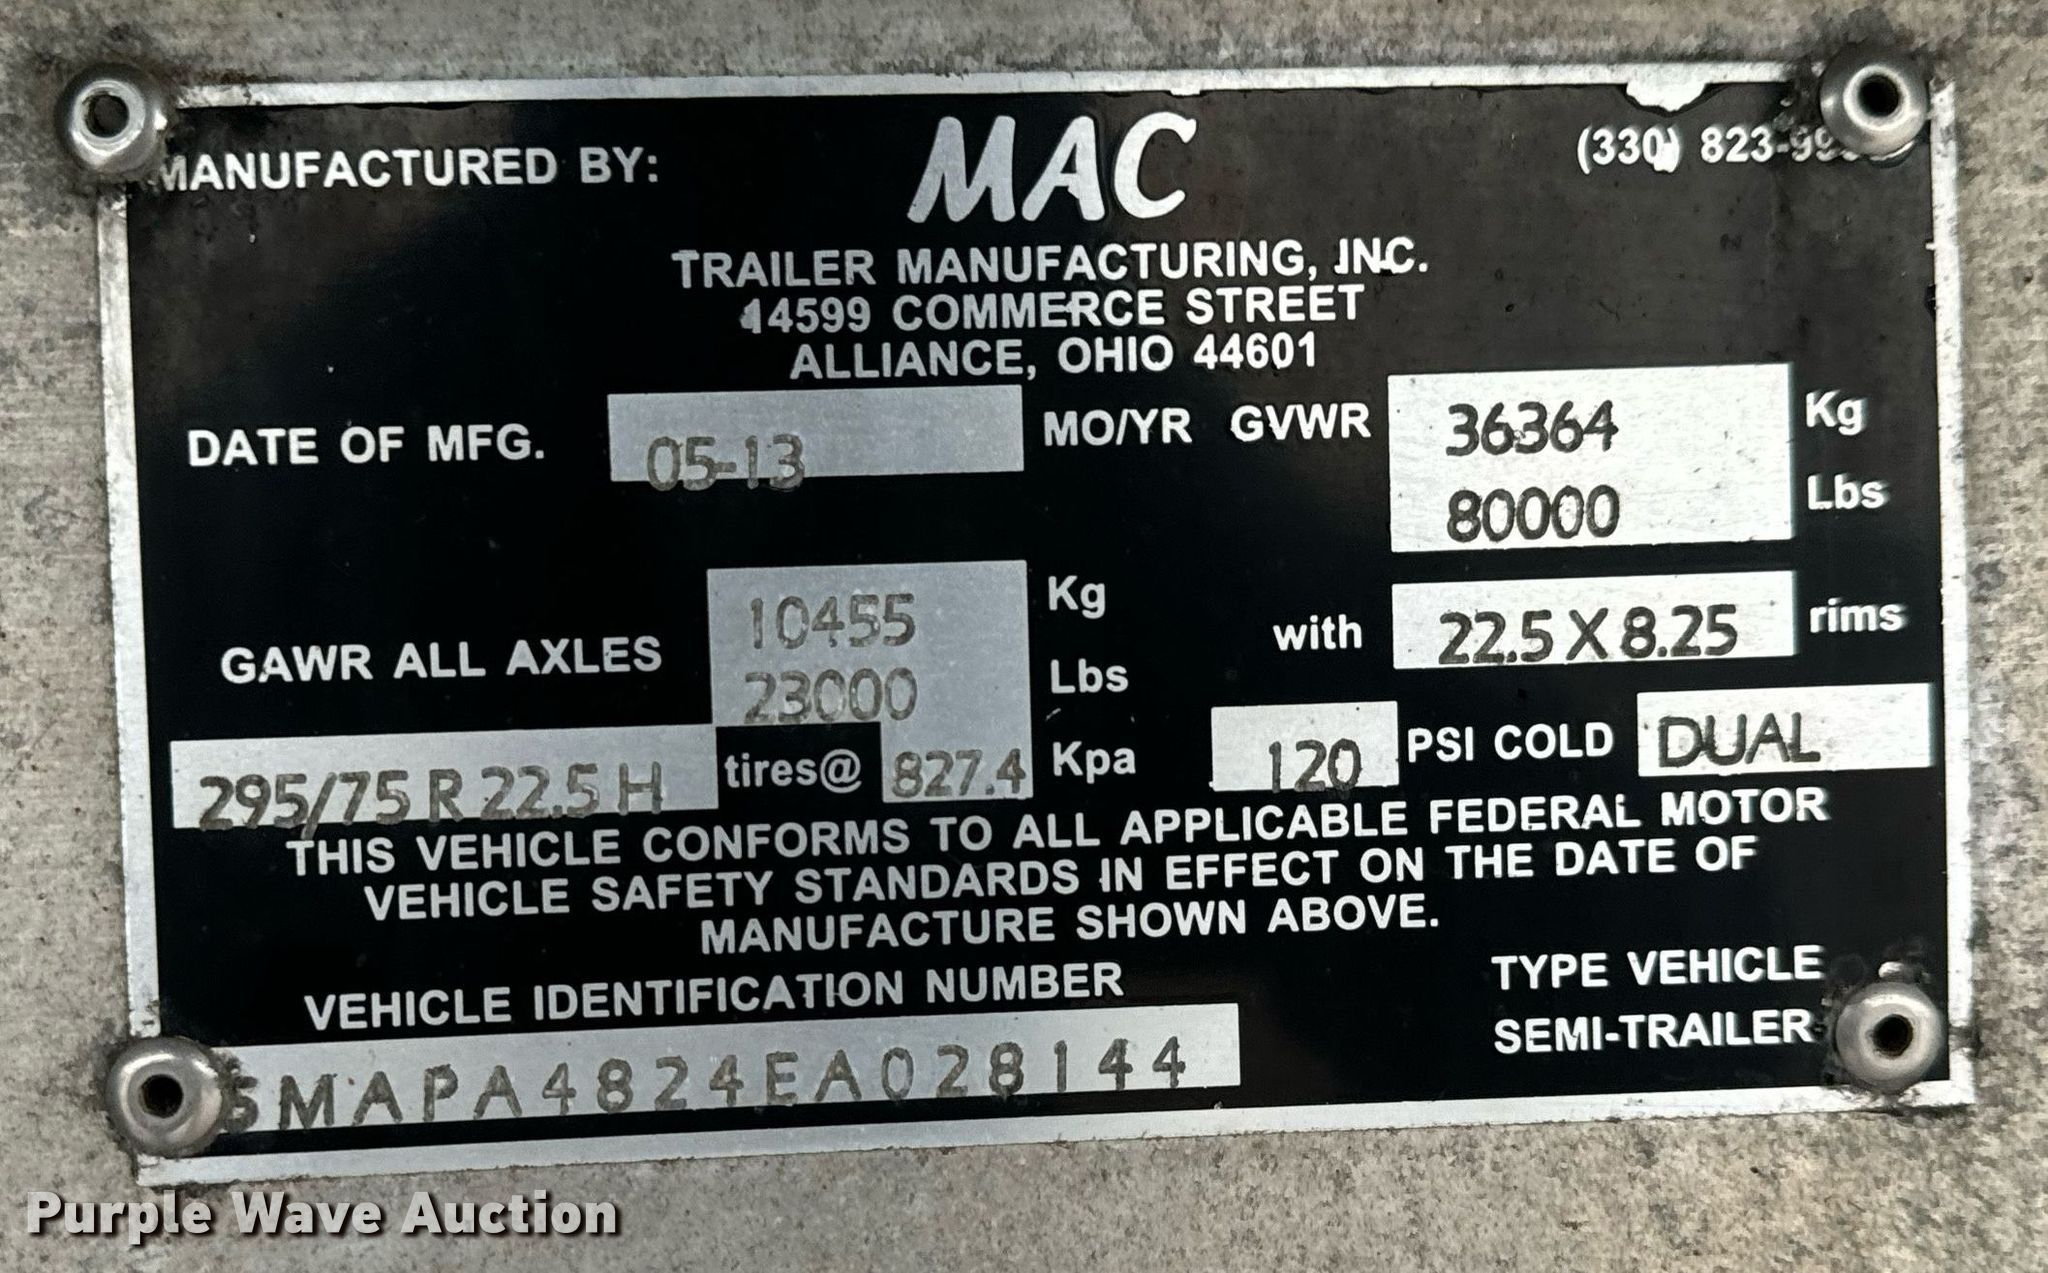 MANUFACTURED BY: MAC (330) 823-99
TRAILER MANUFACTURING, INC.
14599 COMMERCE STREET
ALLIANCE, OHIO 44601
DATE OF MFG. 05-13 MO/YR GVWR 36364 Kg
80000 Lbs
GAWR ALL AXLES 10455 Kg
23000 Lbs
with 22.5 X 8.25 rims
295/75 R 22.5 H tires@ 827.4 Kpa 120 PSI COLD DUAL
THIS VEHICLE CONFORMS TO ALL APPLICABLE FEDERAL MOTOR
VEHICLE SAFETY STANDARDS IN EFFECT ON THE DATE OF
MANUFACTURE SHOWN ABOVE.
VEHICLE IDENTIFICATION NUMBER
5MAPA4824EA028144
TYPE VEHICLE
SEMI-TRAILER
Purple Wave Auction